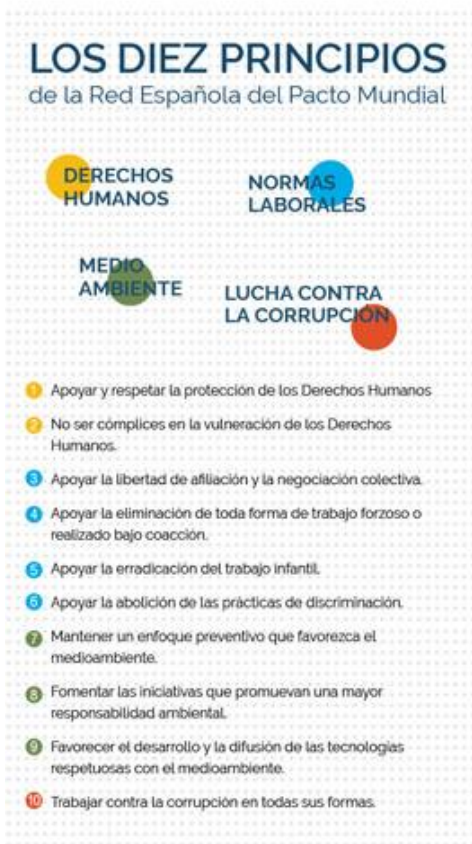 LOS DIEZ PRINCIPIOS
de la Red Española del Pacto Mundial
DERECHOS
HUMANOS
NORMAS
LABORALES
MEDIO
AMBIENTE
LUCHA CONTRA
LA CORRUPCIÓN
1 Apoyar y respetar la protección de los Derechos Humanos
2 No ser cómplices en la vulneración de los Derechos
Humanos.
3 Apoyar la libertad de afiliación y la negociación colectiva.
4 Apoyar la eliminación de toda forma de trabajo forzoso o
realizado bajo coacción.
5 Apoyar la erradicación del trabajo infantil.
6 Apoyar la abolición de las prácticas de discriminación.
7 Mantener un enfoque preventivo que favorezca el
medioambiente.
8 Fomentar las iniciativas que promuevan una mayor
responsabilidad ambiental.
9 Favorecer el desarrollo y la difusión de las tecnologías
respetuosas con el medioambiente.
10 Trabajar contra la corrupción en todas sus formas.